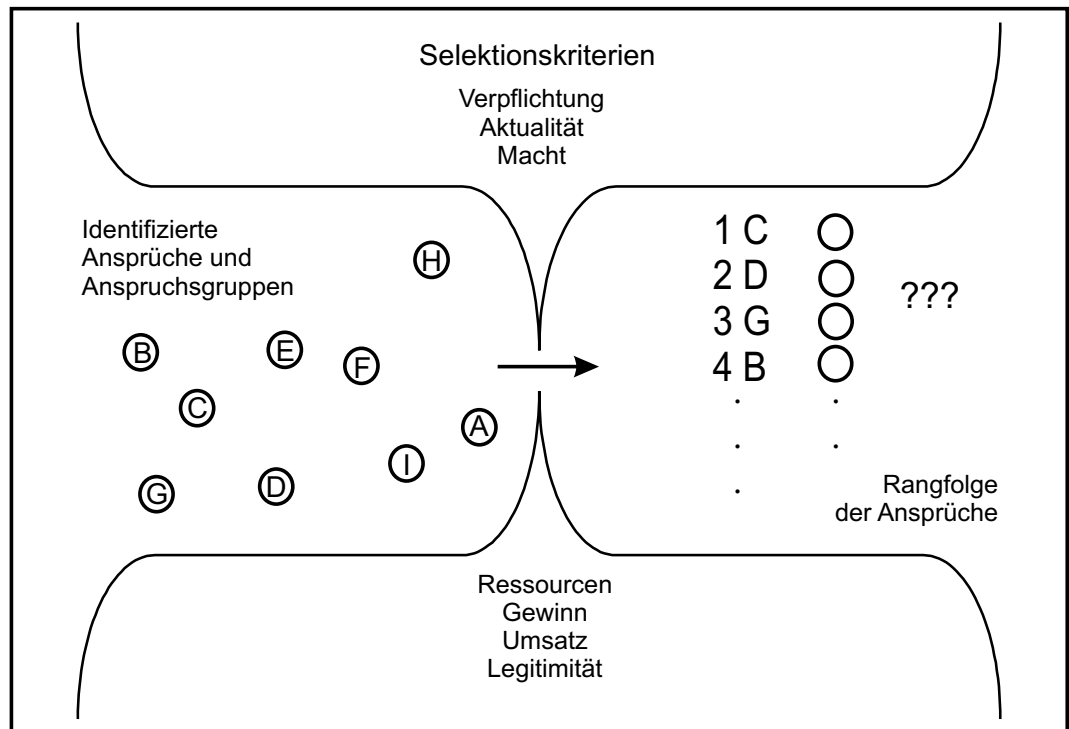 Selektionskriterien
Verpflichtung
Aktualität
Macht
Identifizierte
Ansprüche und
Anspruchsgruppen
H
B
E
F
C
A
I
G
D
1 C
2 D
3 G
4 B
???
Rangfolge
der Ansprüche
Ressourcen
Gewinn
Umsatz
Legitimität